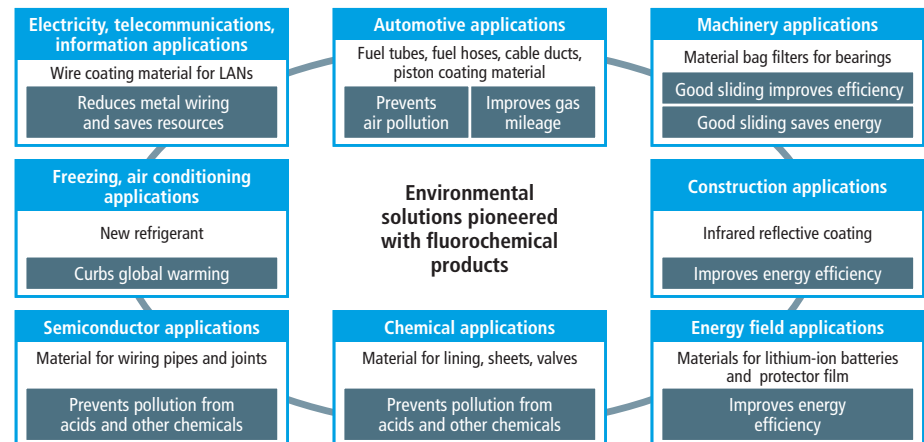 Electricity, telecommunications,
information applications
Wire coating material for LANs
Reduces metal wiring
and saves resources
Automotive applications
Fuel tubes, fuel hoses, cable ducts,
piston coating material
Prevents
air pollution
Improves gas
mileage
Machinery applications
Material bag filters for bearings
Good sliding improves efficiency
Good sliding saves energy
Freezing, air conditioning
applications
New refrigerant
Curbs global warming
Environmental
solutions pioneered
with fluorochemical
products
Construction applications
Infrared reflective coating
Improves energy efficiency
Semiconductor applications
Material for wiring pipes and joints
Prevents pollution from
acids and other chemicals
Chemical applications
Material for lining, sheets, valves
Prevents pollution from
acids and other chemicals
Energy field applications
Materials for lithium-ion batteries
and protector film
Improves energy
efficiency